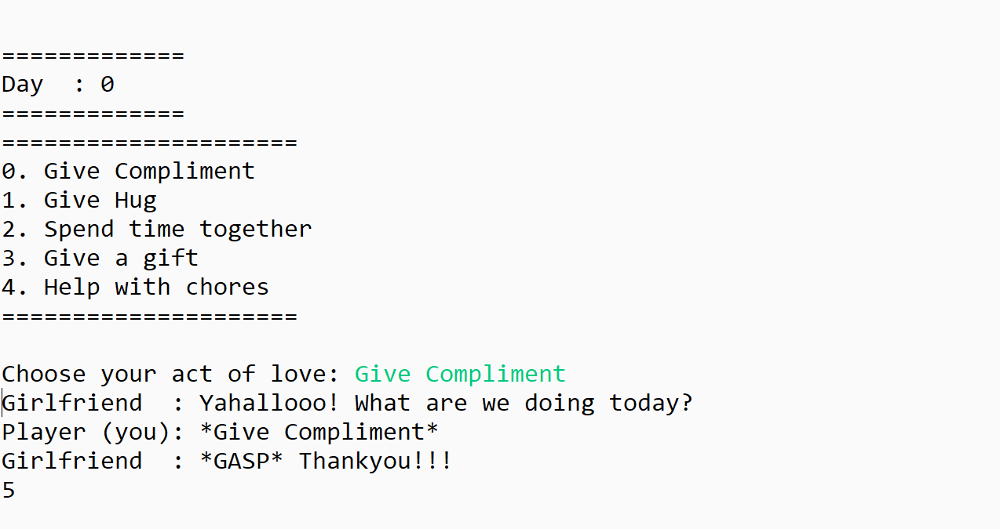 =============
Day  : 0
=============
=====================
0. Give Compliment
1. Give Hug
2. Spend time together
3. Give a gift
4. Help with chores
=====================
Choose your act of love: Give Compliment
Girlfriend  : Yahallooo! What are we doing today?
Player (you): *Give Compliment*
Girlfriend  : *GASP* Thankyou!!!
5